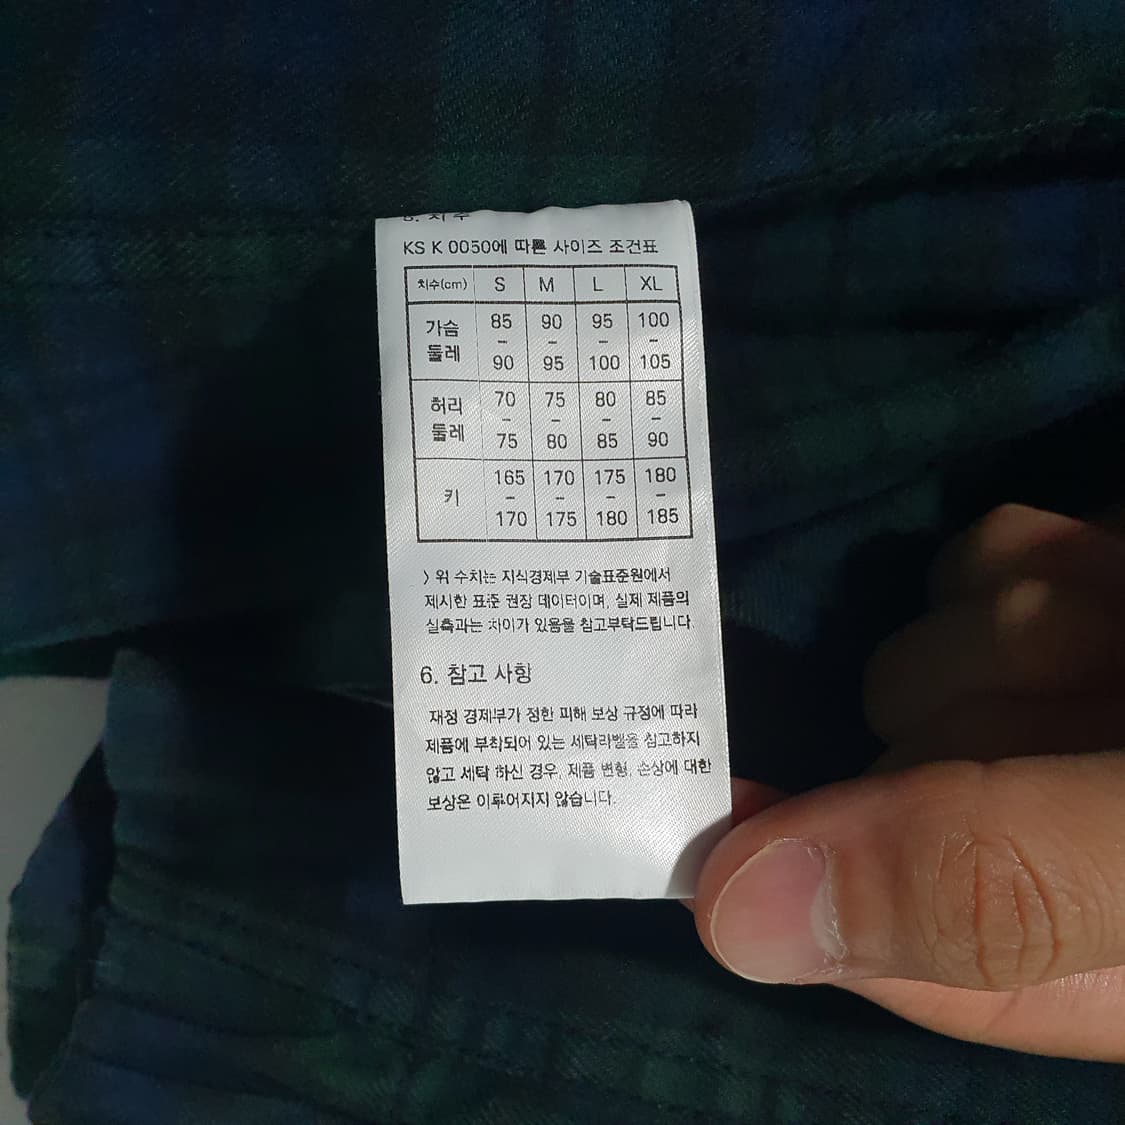 5. 치 수
KS K 0050에 따른 사이즈 조건표
치수(cm) S M L XL
가슴 둘레 85 - 90 90 - 95 95 - 100 100 - 105
허리 둘레 70 - 75 75 - 80 80 - 85 85 - 90
키 165 - 170 170 - 175 175 - 180 180 - 185
> 위 수치는 지식경제부 기술표준원에서
제시한 표준 권장 데이터이며, 실제 제품의
실측과는 차이가 있음을 참고부탁드립니다
6. 참고 사항
재정 경제부가 정한 피해 보상 규정에 따라
제품에 부착되어 있는 세탁라벨을 참고하지
않고 세탁 하신 경우, 제품 변형, 손상에 대한
보상은 이루어지지 않습니다.